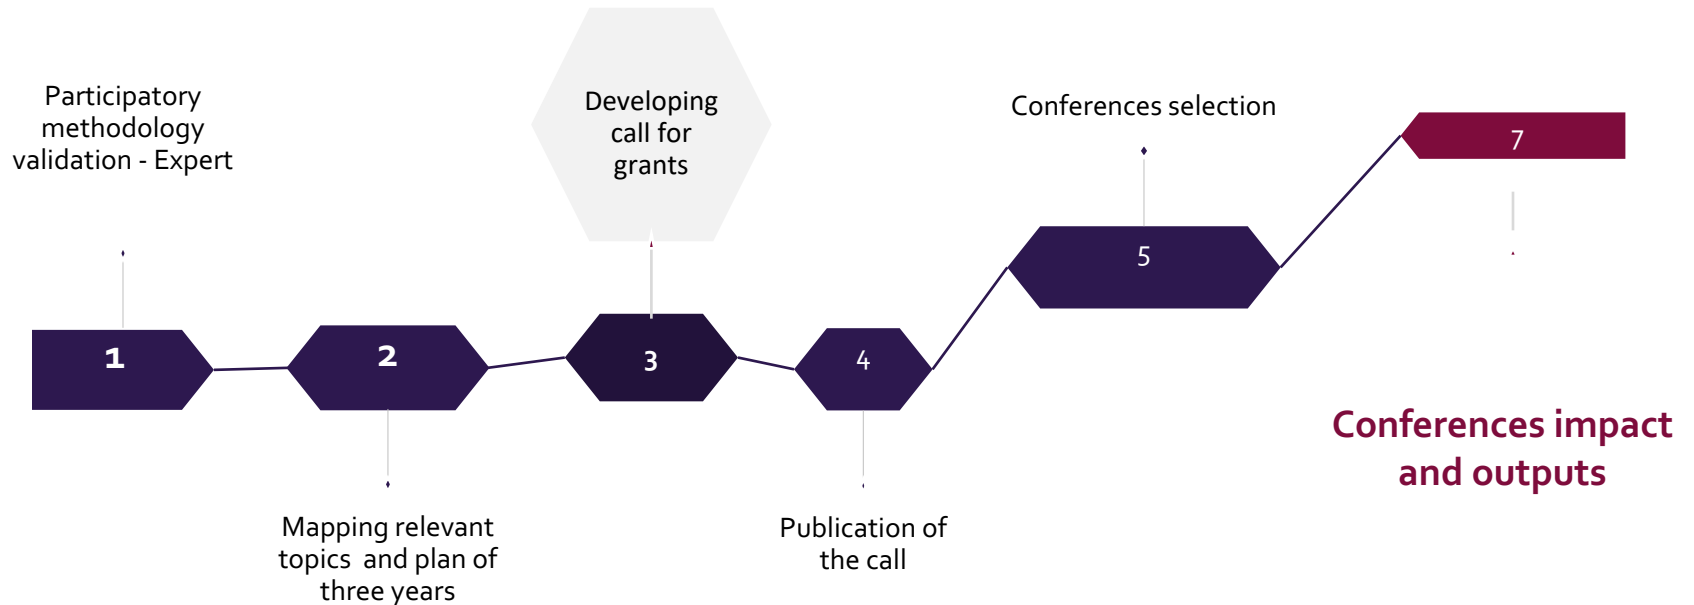 Participatory
methodology
validation - Expert
1
2
Mapping relevant
topics  and plan of
three years
Developing
call for
grants
3
4
Publication of
the call
Conferences selection
5
7
Conferences impact
and outputs